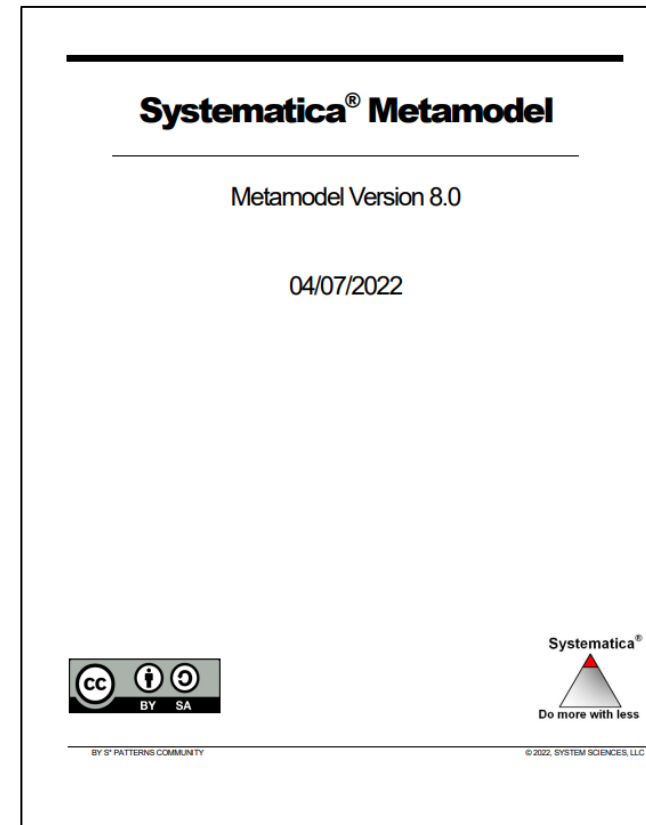 Systematica® Metamodel
Metamodel Version 8.0
04/07/2022
Systematica®
cc
BY SA
Do more with less
BY S* PATTERNS COMMUNITY
© 2022, SYSTEM SCIENCES, LLC